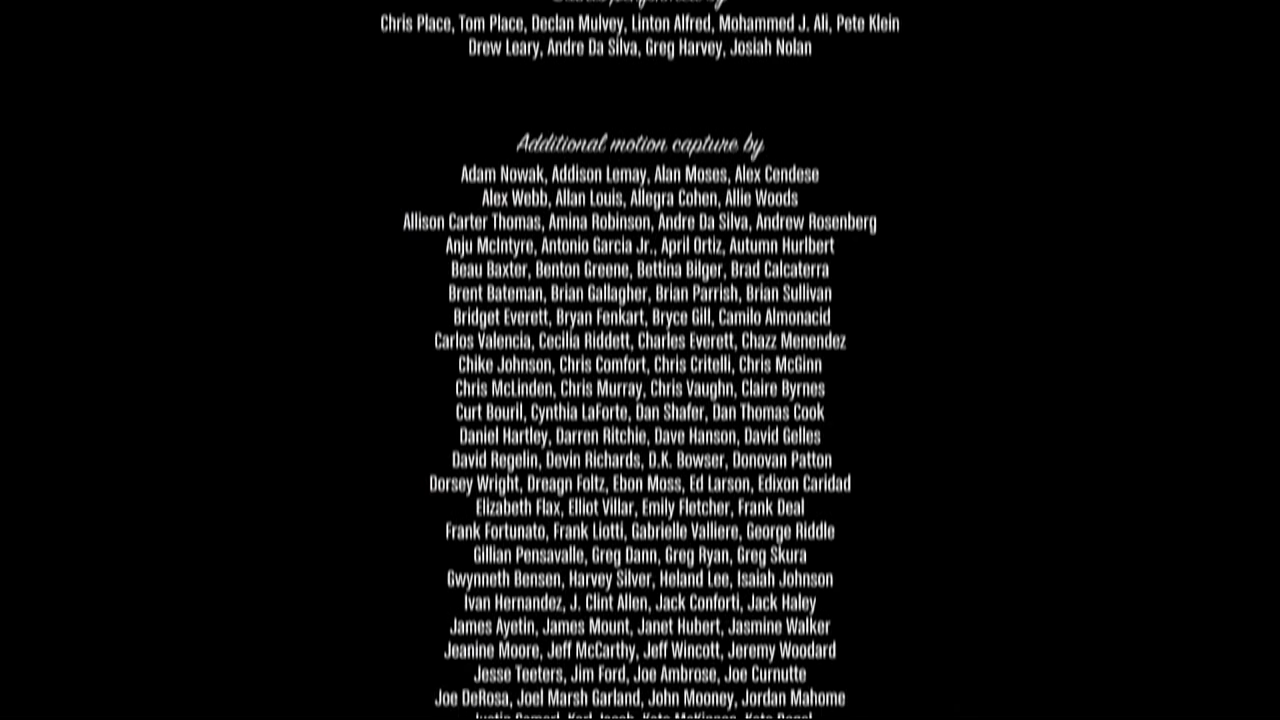 Chris Place, Tom Place, Declan Mulvey, Linton Alfred, Mohammed J. Ali, Pete Klein
Drew Leary, Andre Da Silva, Greg Harvey, Josiah Nolan
Additional motion capture by
Adam Nowak, Addison Lemay, Alan Moses, Alex Cendese
Alex Webb, Allan Louis, Allegra Cohen, Allie Woods
Allison Carter Thomas, Amina Robinson, Andre Da Silva, Andrew Rosenberg
Anju McIntyre, Antonio Garcia Jr., April Ortiz, Autumn Hurlbert
Beau Baxter, Benton Greene, Bettina Bilger, Brad Calcaterra
Brent Bateman, Brian Gallagher, Brian Parrish, Brian Sullivan
Bridget Everett, Bryan Fenkart, Bryce Gill, Camilo Almonacid
Carlos Valencia, Cecilia Riddett, Charles Everett, Chazz Menendez
Chike Johnson, Chris Comfort, Chris Critelli, Chris McGinn
Chris McLinden, Chris Murray, Chris Vaughn, Claire Byrnes
Curt Bouril, Cynthia LaForte, Dan Shafer, Dan Thomas Cook
Daniel Hartley, Darren Ritchie, Dave Hanson, David Gelles
David Regelin, Devin Richards, D.K. Bowser, Donovan Patton
Dorsey Wright, Dreagn Foltz, Ebon Moss, Ed Larson, Edixon Caridad
Elizabeth Flax, Elliot Villar, Emily Fletcher, Frank Deal
Frank Fortunato, Frank Liotti, Gabrielle Valliere, George Riddle
Gillian Pensavalle, Greg Dann, Greg Ryan, Greg Skura
Gwynneth Bensen, Harvey Silver, Heland Lee, Isaiah Johnson
Ivan Hernandez, J. Clint Allen, Jack Conforti, Jack Haley
James Ayetin, James Mount, Janet Hubert, Jasmine Walker
Jeanine Moore, Jeff McCarthy, Jeff Wincott, Jeremy Woodard
Jesse Teeters, Jim Ford, Joe Ambrose, Joe Curnutte
Joe DeRosa, Joel Marsh Garland, John Mooney, Jordan Mahome